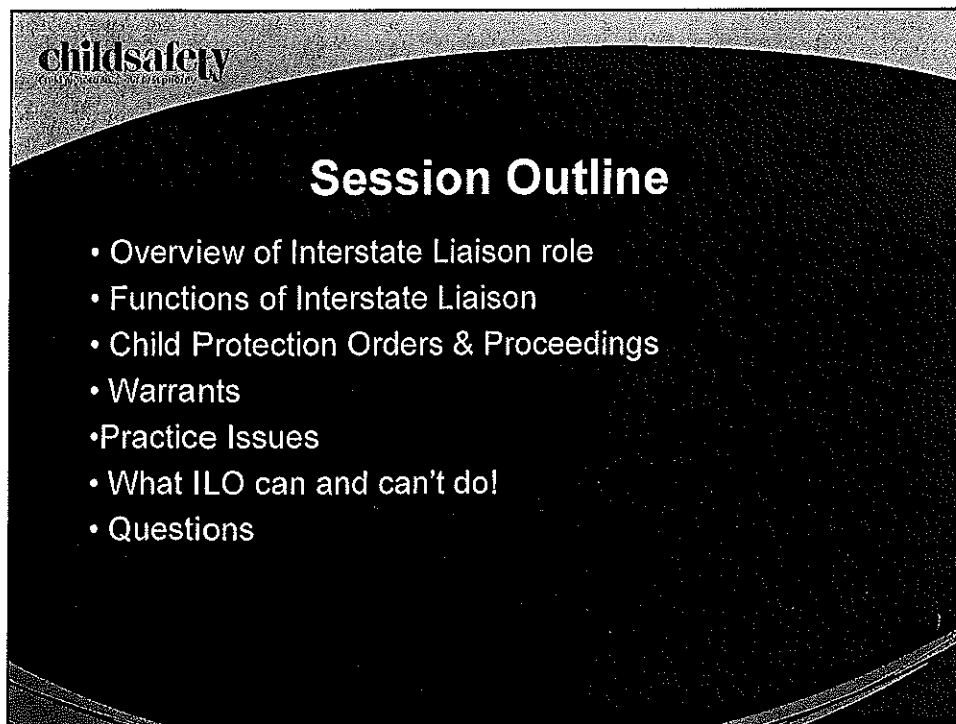 childsafety
Session Outline
• Overview of Interstate Liaison role
• Functions of Interstate Liaison
• Child Protection Orders & Proceedings
• Warrants
•Practice Issues
• What ILO can and can't do!
• Questions